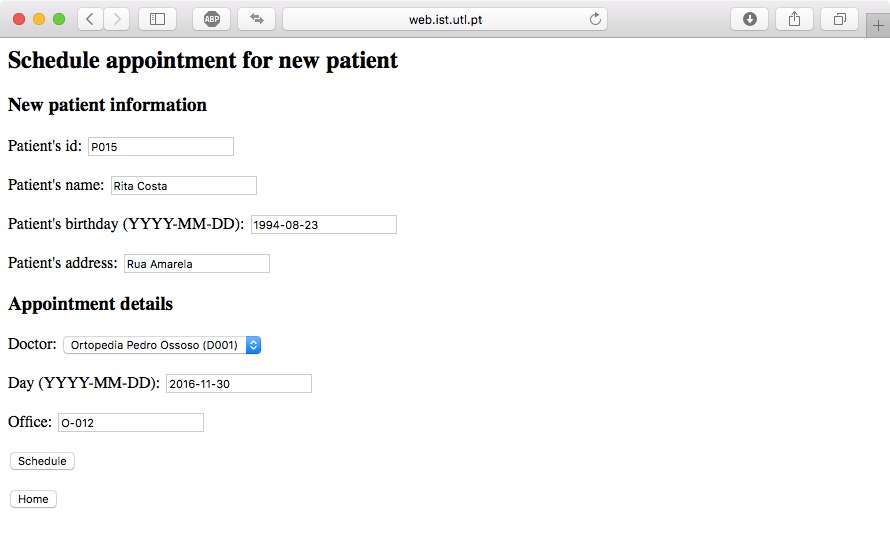 ABP
web.ist.utl.pt
Schedule appointment for new patient
New patient information
Patient's id: P015
Patient's name: Rita Costa
Patient's birthday (YYYY-MM-DD): 1994-08-23
Patient's address: Rua Amarela
Appointment details
Doctor: Ortopedia Pedro Ossoso (D001)
Day (YYYY-MM-DD): 2016-11-30
Office: O-012
Schedule
Home